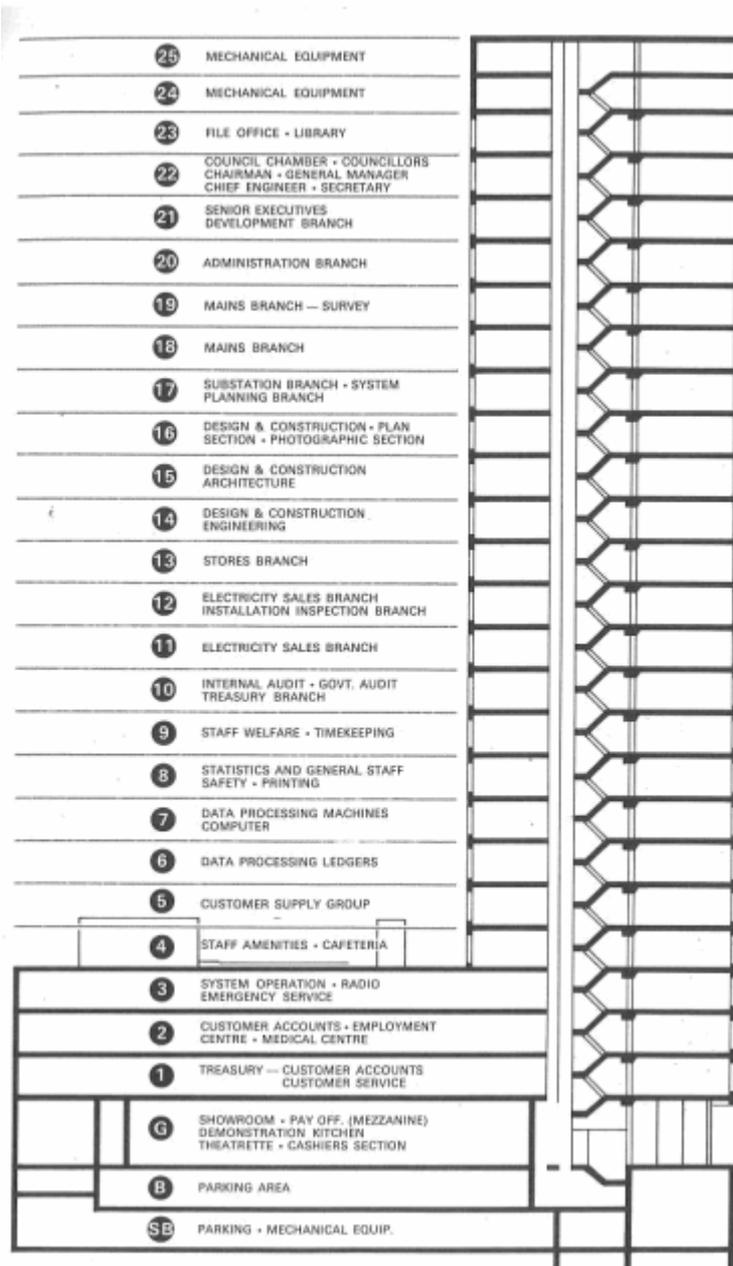 25 MECHANICAL EQUIPMENT
24 MECHANICAL EQUIPMENT
23 FILE OFFICE • LIBRARY
22 COUNCIL CHAMBER • COUNCILLORS
CHAIRMAN • GENERAL MANAGER
CHIEF ENGINEER • SECRETARY
21 SENIOR EXECUTIVES
DEVELOPMENT BRANCH
20 ADMINISTRATION BRANCH
19 MAINS BRANCH — SURVEY
18 MAINS BRANCH
17 SUBSTATION BRANCH • SYSTEM
PLANNING BRANCH
16 DESIGN & CONSTRUCTION • PLAN
SECTION • PHOTOGRAPHIC SECTION
15 DESIGN & CONSTRUCTION
ARCHITECTURE
14 DESIGN & CONSTRUCTION
ENGINEERING
13 STORES BRANCH
12 ELECTRICITY SALES BRANCH
INSTALLATION INSPECTION BRANCH
11 ELECTRICITY SALES BRANCH
10 INTERNAL AUDIT • GOVT. AUDIT
TREASURY BRANCH
9 STAFF WELFARE • TIMEKEEPING
8 STATISTICS AND GENERAL STAFF
SAFETY • PRINTING
7 DATA PROCESSING MACHINES
COMPUTER
6 DATA PROCESSING LEDGERS
5 CUSTOMER SUPPLY GROUP
4 STAFF AMENITIES • CAFETERIA
3 SYSTEM OPERATION • RADIO
EMERGENCY SERVICE
2 CUSTOMER ACCOUNTS • EMPLOYMENT
CENTRE • MEDICAL CENTRE
1 TREASURY — CUSTOMER ACCOUNTS
CUSTOMER SERVICE
G SHOWROOM • PAY OFF. (MEZZANINE)
DEMONSTRATION KITCHEN
THEATRETTE • CASHIERS SECTION
B PARKING AREA
SB PARKING • MECHANICAL EQUIP.